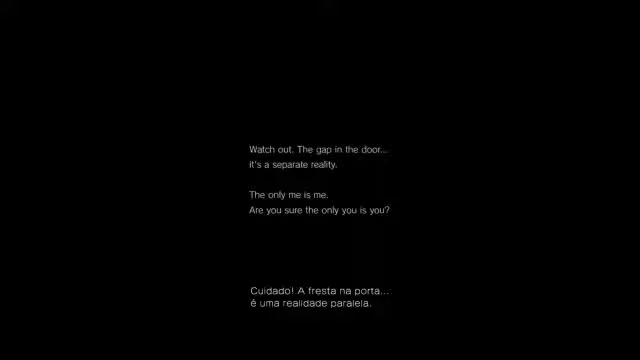 Watch out. The gap in the door...
it's a separate reality.
The only me is me.
Are you sure the only you is you?
Cuidado! A fresta na porta...
é uma realidade paralela.